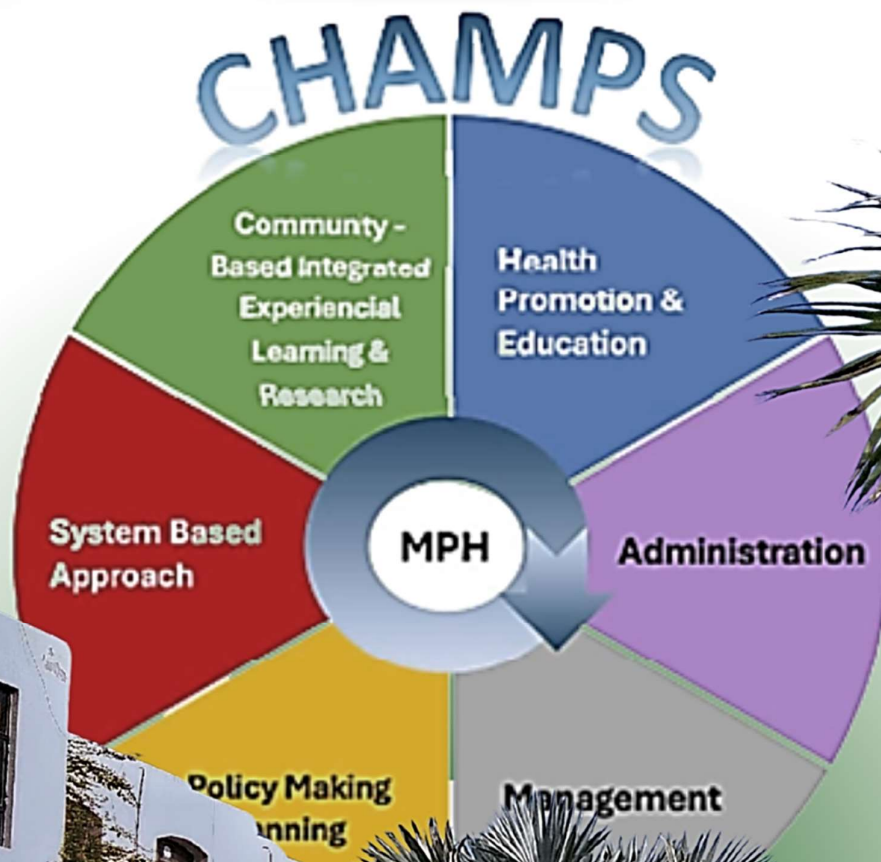 CHAMPS
Communty -
Based Integrated
Experiencial
Learning &
Research
Health
Promotion &
Education
Administration
Management
Policy Making
System Based
Approach
MPH